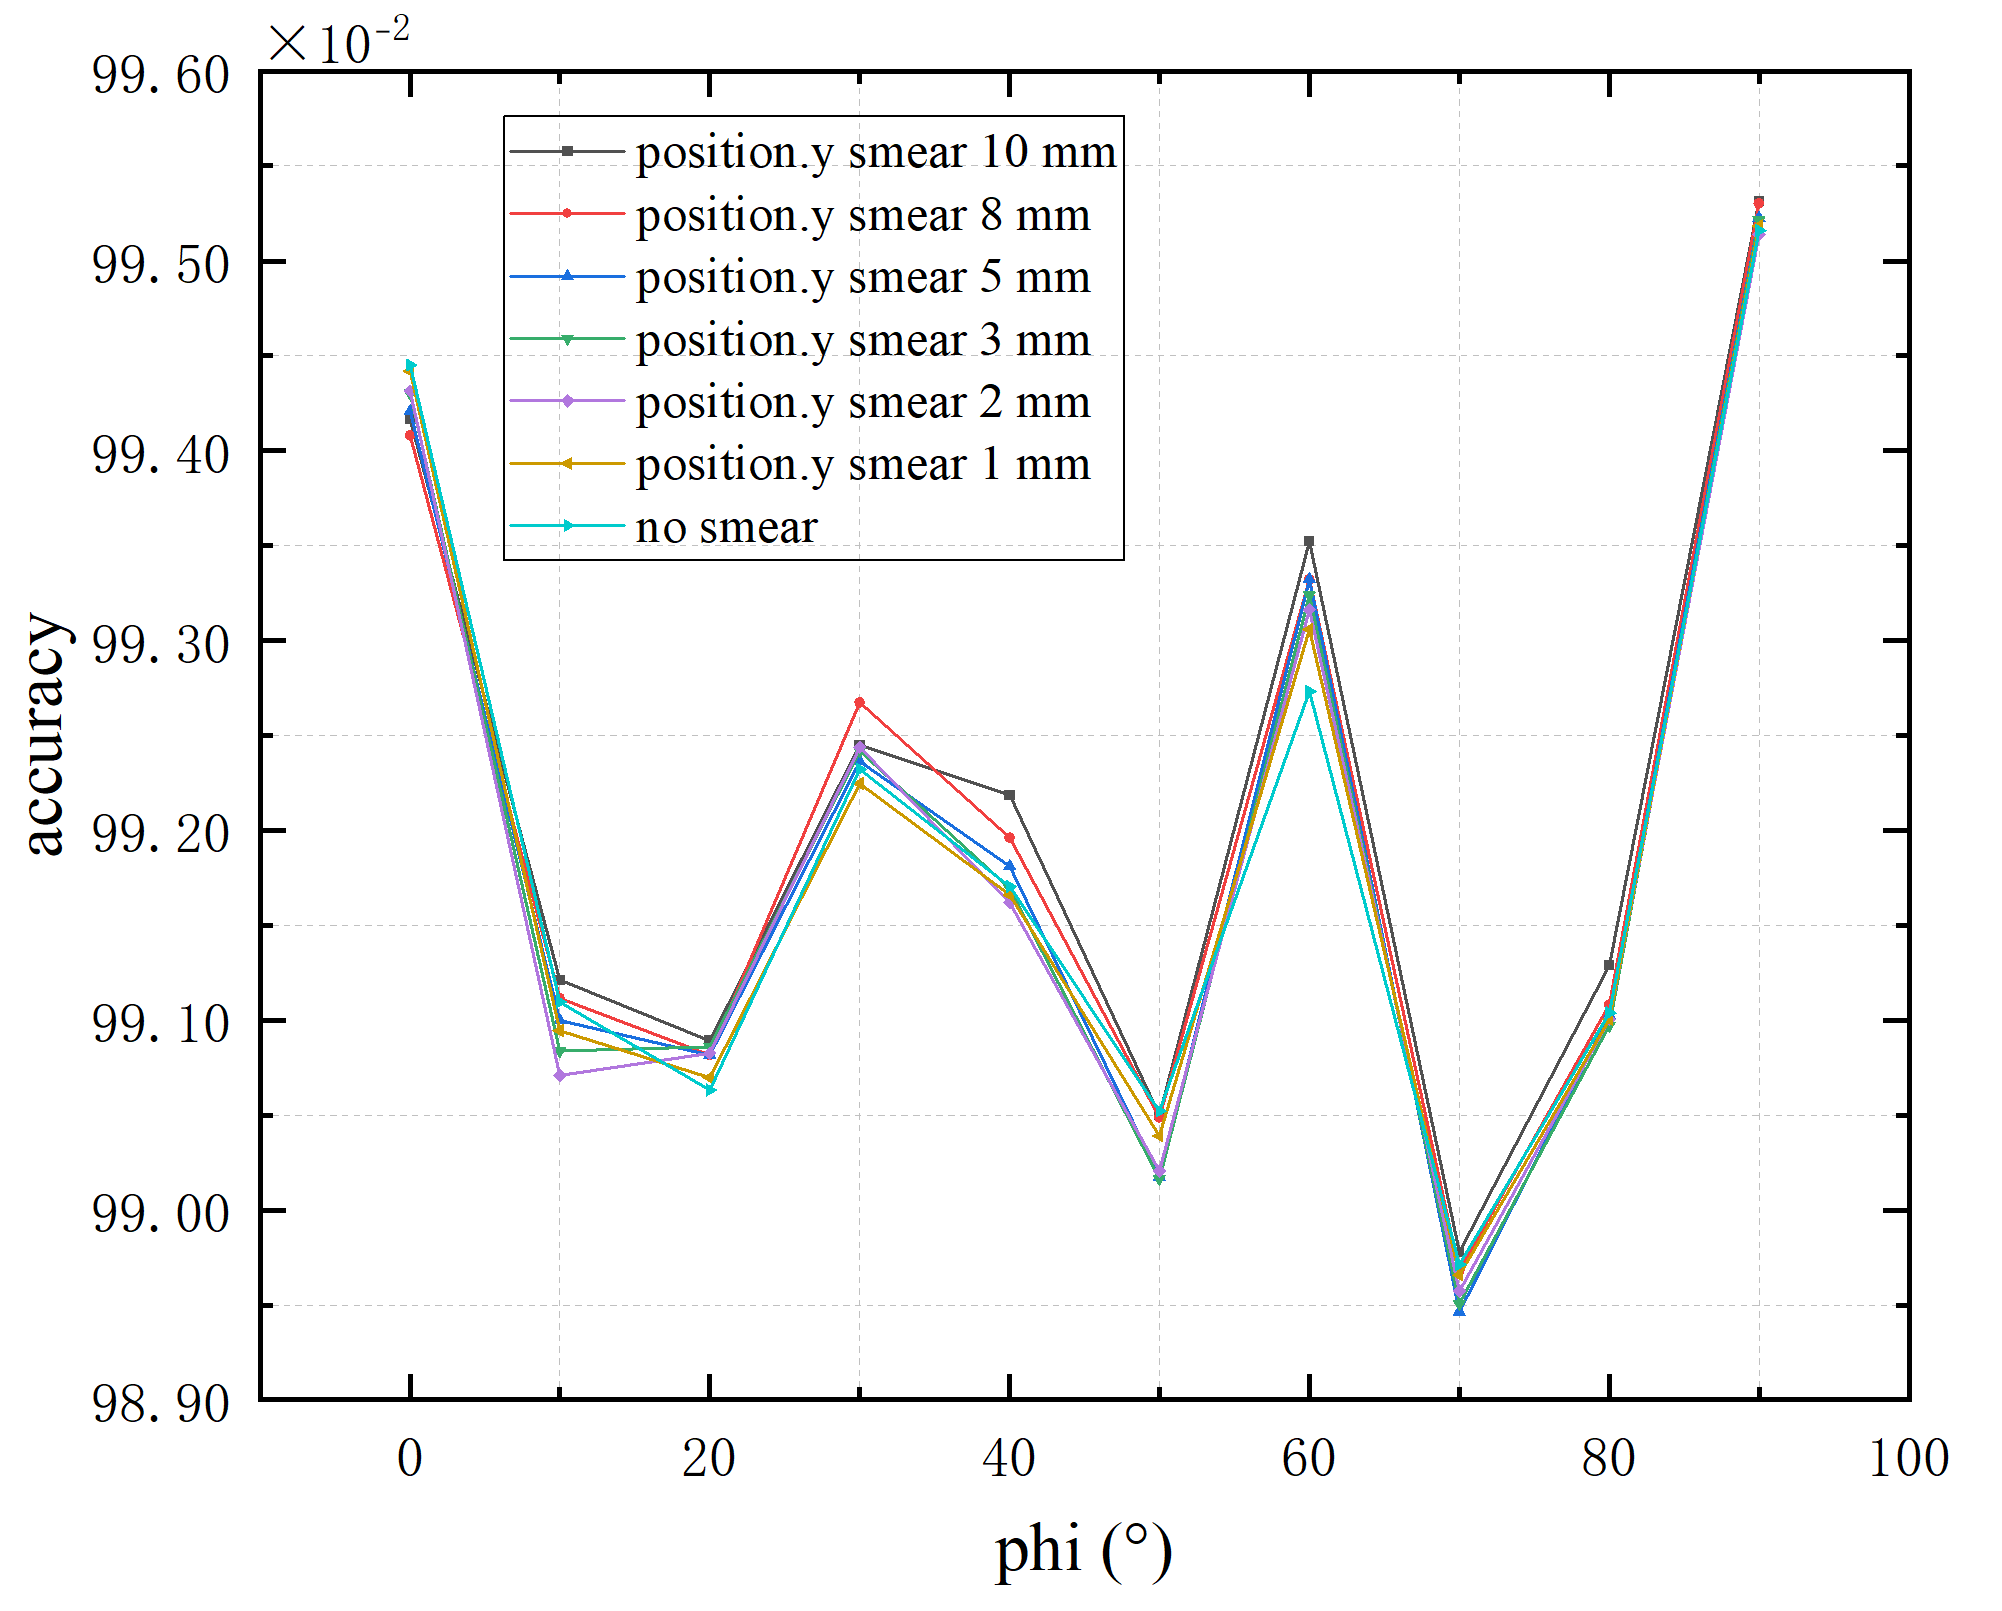 ×10-2
99.60
99.50
99.40
99.30
99.20
99.10
99.00
98.90
accuracy
position.y smear 10 mm
position.y smear 8 mm
position.y smear 5 mm
position.y smear 3 mm
position.y smear 2 mm
position.y smear 1 mm
no smear
0 20 40 60 80 100
phi (°)